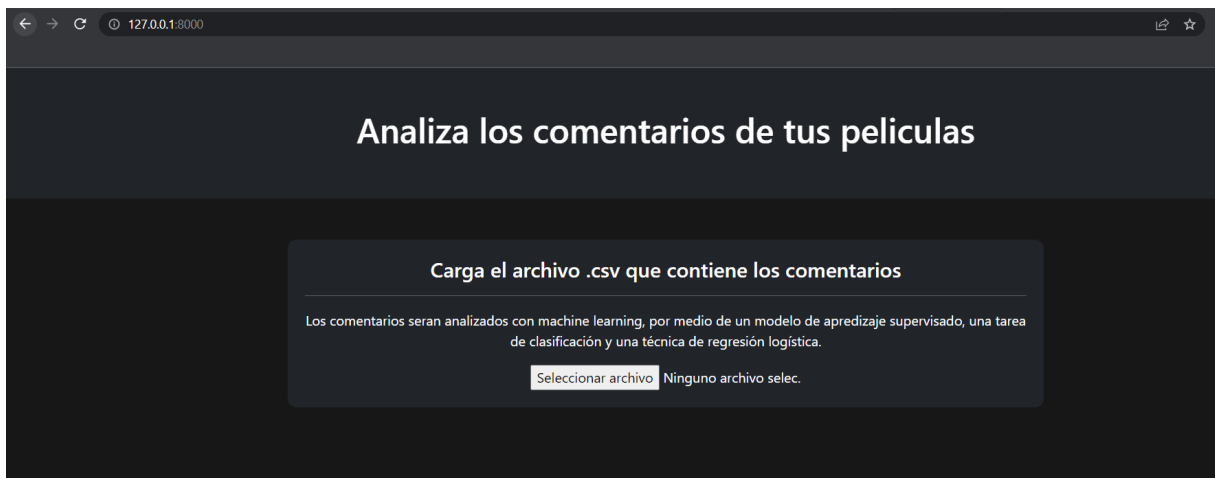 127.0.0.1:8000
Analiza los comentarios de tus peliculas
Carga el archivo .csv que contiene los comentarios
Los comentarios seran analizados con machine learning, por medio de un modelo de apredizaje supervisado, una tarea
de clasificación y una técnica de regresión logística.
Seleccionar archivo Ninguno archivo selec.